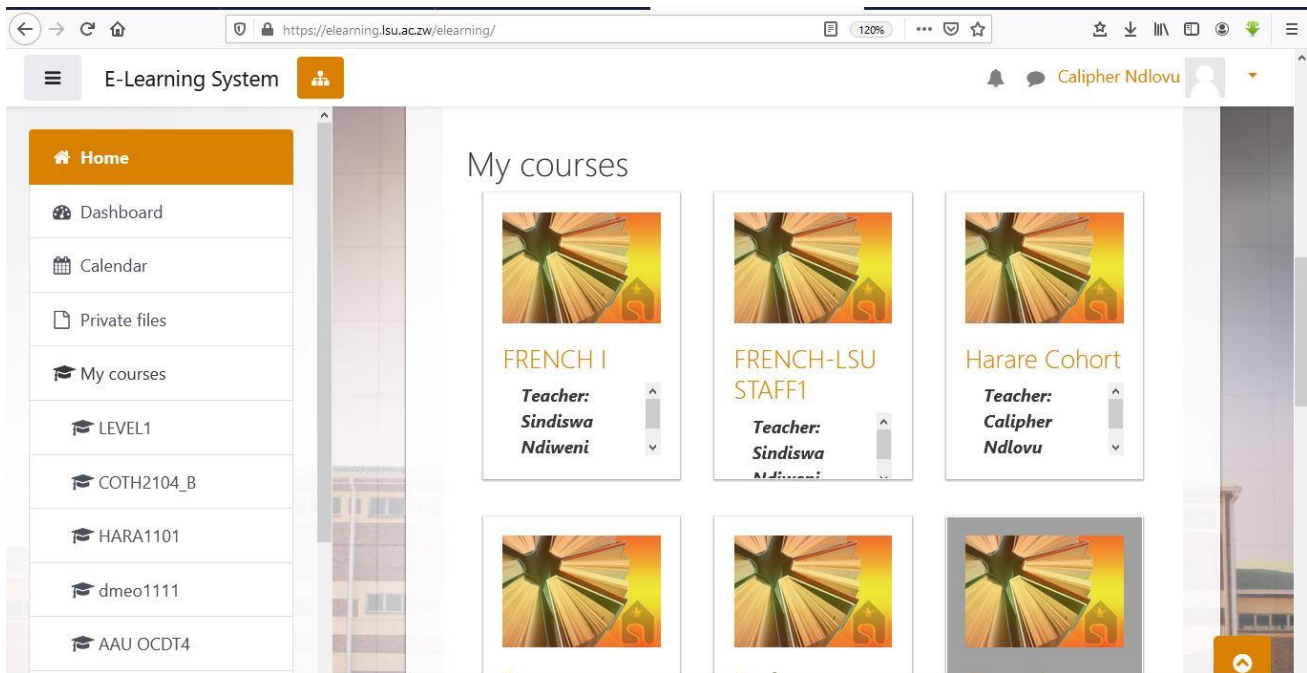 https://elearning.lsu.ac.zw/elearning/
120%
E-Learning System
Calipher Ndlovu
Home
Dashboard
Calendar
Private files
My courses
LEVEL1
COTH2104_B
HARA1101
dmeo1111
AAU OCDT4
My courses
FRENCH I
Teacher:
Sindiswa
Ndiweni
FRENCH-LSU
STAFF1
Teacher:
Sindiswa
Ndiweni
Harare Cohort
Teacher:
Calipher
Ndlovu